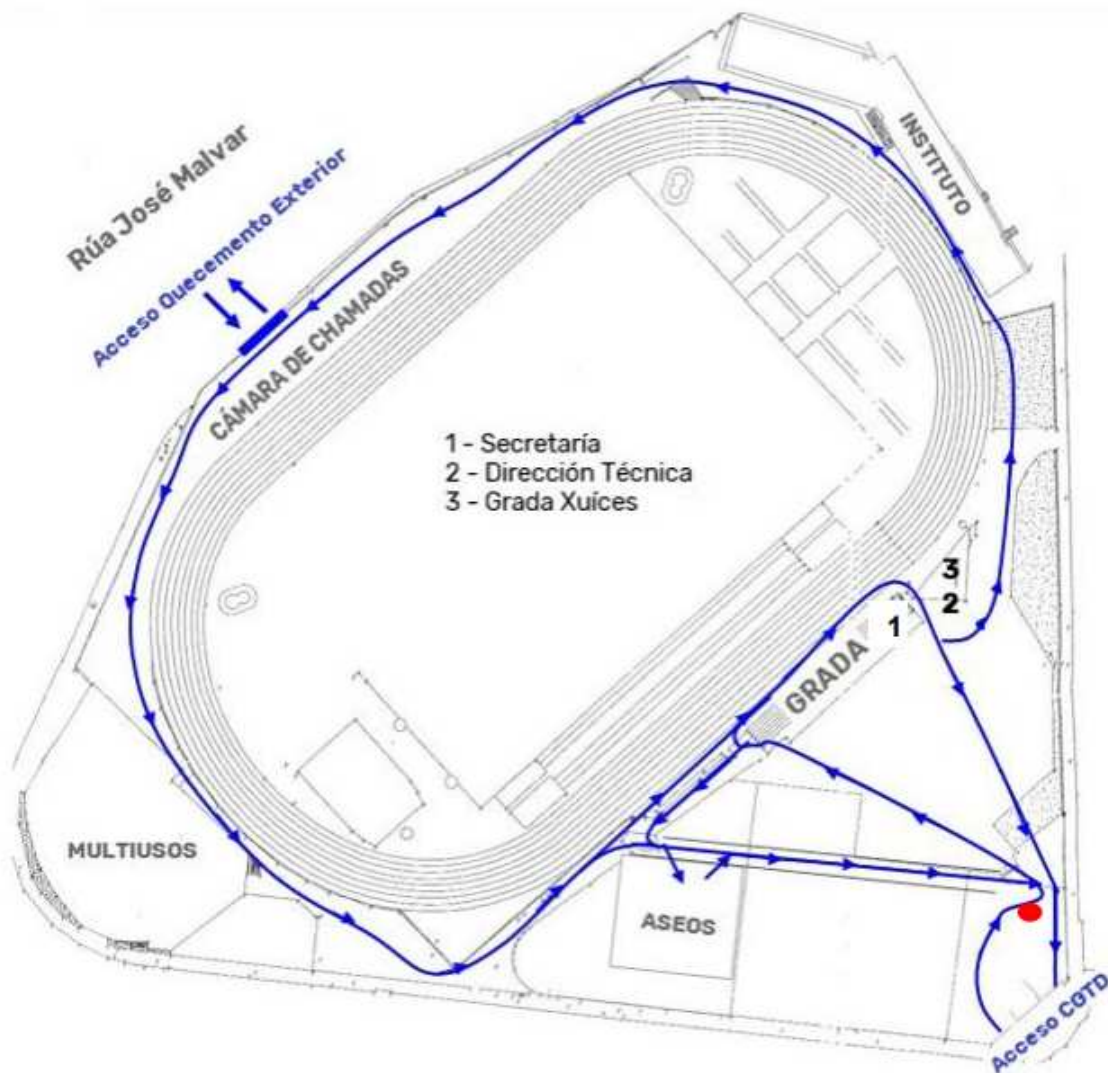 INSTITUTO
Rúa José Malvar
Acceso Quecemento Exterior
CÁMARA DE CHAMADAS
1 - Secretaría
2 - Dirección Técnica
3 - Grada Xuíces
3
2
1
GRADA
MULTIUSOS
ASEOS
Acceso CGTD